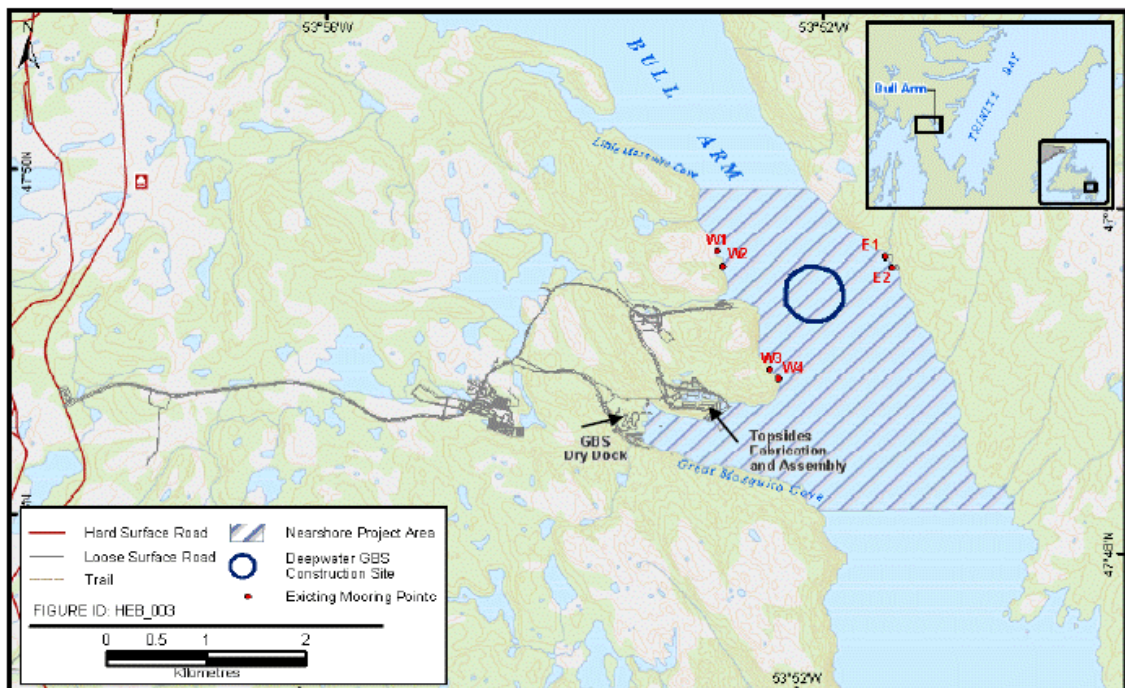 53°56'W
53°52'W
N
BULL ARM
Bull Arm
TRINITY BAY
47°50'N
Little Mosquito Cove
W1
W2
E1
E2
W3
W4
GBS
Dry Dock
Topsides
Fabrication
and Assembly
Great Mosquito Cove
Hard Surface Road
Loose Surface Road
Trail
Nearshore Project Area
Deepwater GBS
Construction Site
Existing Mooring Points
FIGURE ID: HEB_003
0 0.5 1 2
Kilometres
47°48'N
53°52'W